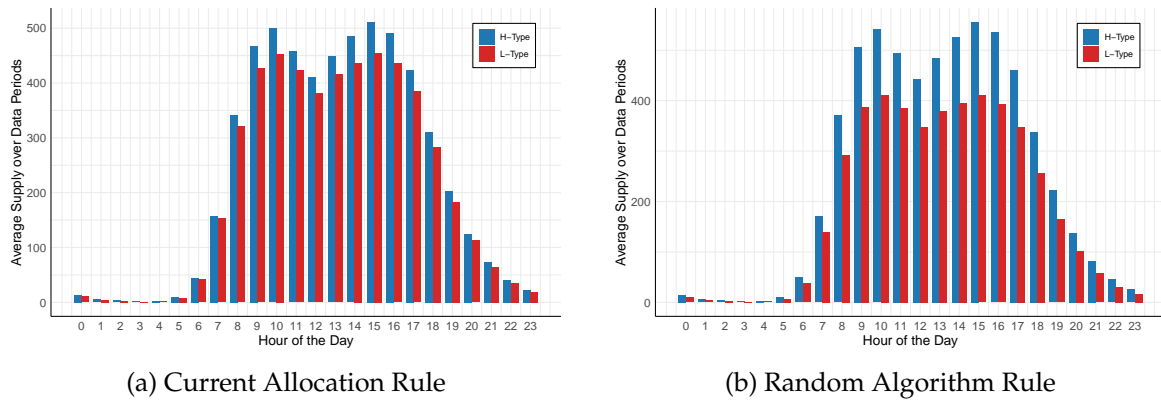 Average Supply over Data Periods
500
400
300
200
100
0
H-Type
L-Type
0 1 2 3 4 5 6 7 8 9 10 11 12 13 14 15 16 17 18 19 20 21 22 23
Hour of the Day
(a) Current Allocation Rule
Average Supply over Data Periods
400
200
0
H-Type
L-Type
0 1 2 3 4 5 6 7 8 9 10 11 12 13 14 15 16 17 18 19 20 21 22 23
Hour of the Day
(b) Random Algorithm Rule